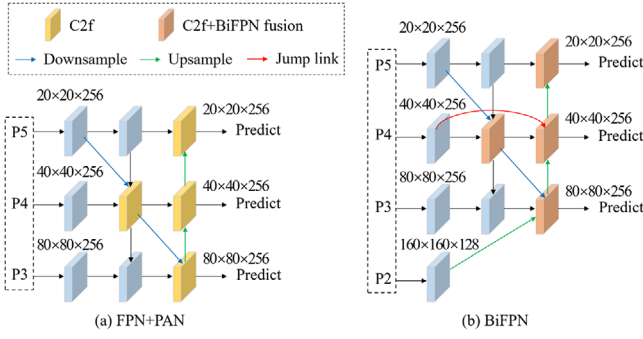 C2f
C2f+BiFPN fusion
Downsample
Upsample
Jump link
20×20×256
20×20×256
P5
Predict
40×40×256
40×40×256
P4
Predict
80×80×256
80×80×256
P3
Predict
(a) FPN+PAN
20×20×256
20×20×256
P5
Predict
40×40×256
40×40×256
P4
Predict
80×80×256
80×80×256
P3
Predict
160×160×128
P2
(b) BiFPN